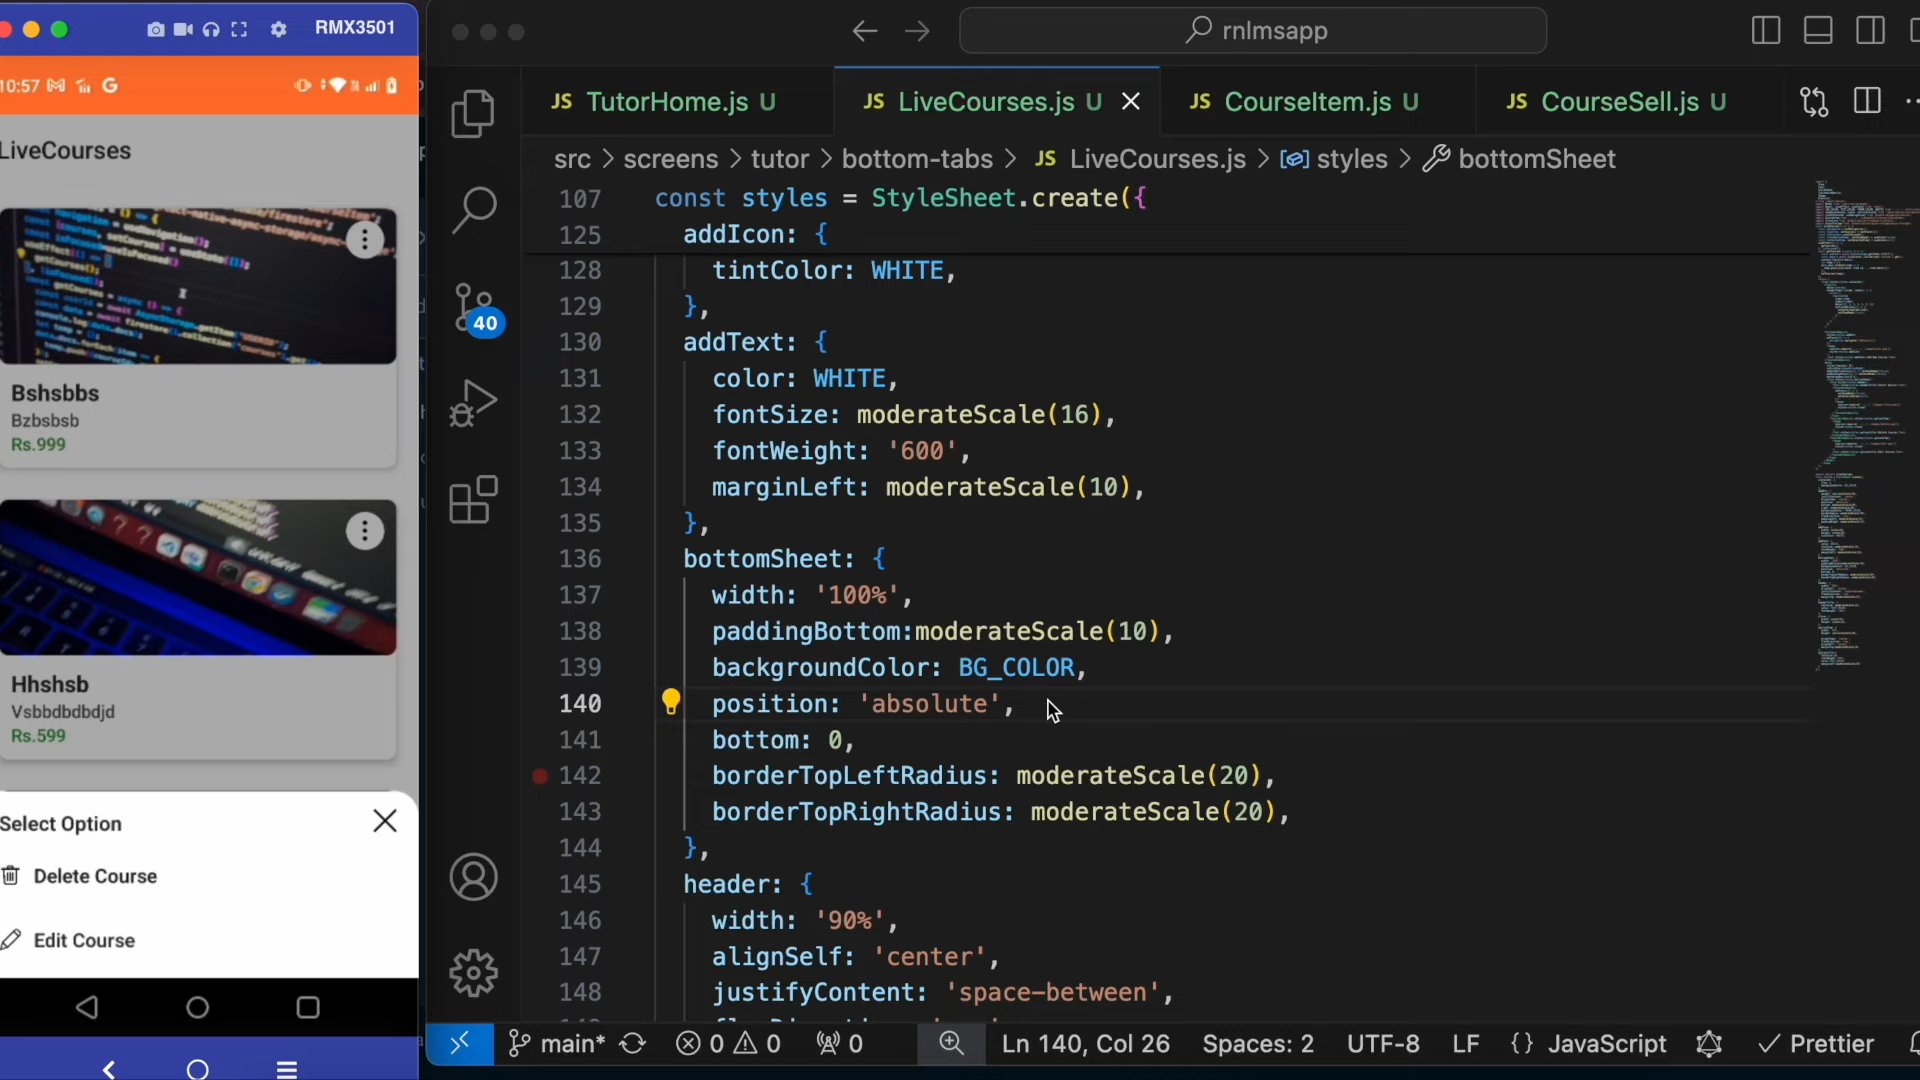 RMX3501
10:57
LiveCourses
Bshsbbs
Bzbsbsb
Rs.999
Hhshsb
Vsbbdbdbdjd
Rs.599
Select Option
Delete Course
Edit Course
rnlmsapp
JS TutorHome.js U
JS LiveCourses.js U
JS CourseItem.js U
JS CourseSell.js U
src > screens > tutor > bottom-tabs > JS LiveCourses.js > styles > bottomSheet
40
107 const styles = StyleSheet.create({
125 addIcon: {
128 tintColor: WHITE,
129 },
130 addText: {
131 color: WHITE,
132 fontSize: moderateScale(16),
133 fontWeight: '600',
134 marginLeft: moderateScale(10),
135 },
136 bottomSheet: {
137 width: '100%',
138 paddingBottom:moderateScale(10),
139 backgroundColor: BG_COLOR,
140 position: 'absolute',
141 bottom: 0,
142 borderTopLeftRadius: moderateScale(20),
143 borderTopRightRadius: moderateScale(20),
144 },
145 header: {
146 width: '90%',
147 alignSelf: 'center',
148 justifyContent: 'space-between',
main* 0 0 0 Ln 140, Col 26 Spaces: 2 UTF-8 LF {} JavaScript Prettier